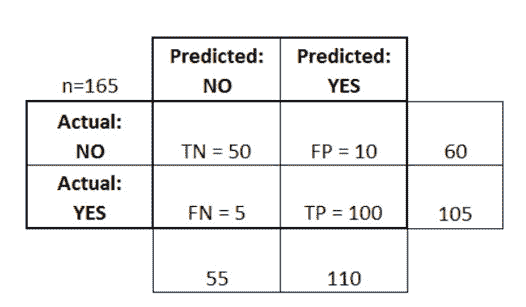 Predicted: Predicted:
n=165 NO YES
Actual:
NO TN = 50 FP = 10 60
Actual:
YES FN = 5 TP = 100 105
55 110